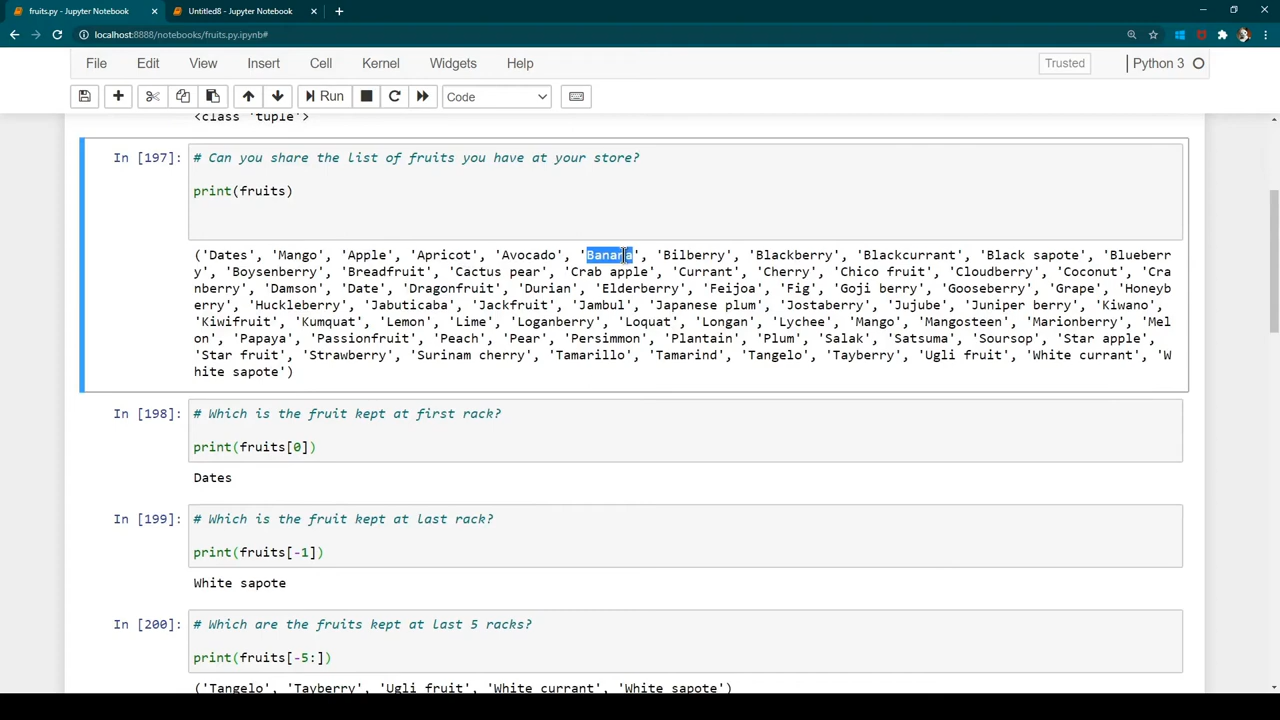 fruits.py - Jupyter Notebook
Untitled8 - Jupyter Notebook
localhost:8888/notebooks/fruits.py.ipynb#
File Edit View Insert Cell Kernel Widgets Help Trusted Python 3
Run Code
<class 'tuple'>
In [197]: # Can you share the list of fruits you have at your store?
print(fruits)
('Dates', 'Mango', 'Apple', 'Apricot', 'Avocado', 'Banana', 'Bilberry', 'Blackberry', 'Blackcurrant', 'Black sapote', 'Blueberr
y', 'Boysenberry', 'Breadfruit', 'Cactus pear', 'Crab apple', 'Currant', 'Cherry', 'Chico fruit', 'Cloudberry', 'Coconut', 'Cra
nberry', 'Damson', 'Date', 'Dragonfruit', 'Durian', 'Elderberry', 'Feijoa', 'Fig', 'Goji berry', 'Gooseberry', 'Grape', 'Honeyb
erry', 'Huckleberry', 'Jabuticaba', 'Jackfruit', 'Jambul', 'Japanese plum', 'Jostaberry', 'Jujube', 'Juniper berry', 'Kiwano',
'Kiwifruit', 'Kumquat', 'Lemon', 'Lime', 'Loganberry', 'Loquat', 'Longan', 'Lychee', 'Mango', 'Mangosteen', 'Marionberry', 'Mel
on', 'Papaya', 'Passionfruit', 'Peach', 'Pear', 'Persimmon', 'Plantain', 'Plum', 'Salak', 'Satsuma', 'Soursop', 'Star apple',
'Star fruit', 'Strawberry', 'Surinam cherry', 'Tamarillo', 'Tamarind', 'Tangelo', 'Tayberry', 'Ugli fruit', 'White currant', 'W
hite sapote')
In [198]: # Which is the fruit kept at first rack?
print(fruits[0])
Dates
In [199]: # Which is the fruit kept at last rack?
print(fruits[-1])
White sapote
In [200]: # Which are the fruits kept at last 5 racks?
print(fruits[-5:])
('Tangelo', 'Tayberry', 'Ugli fruit', 'White currant', 'White sapote')